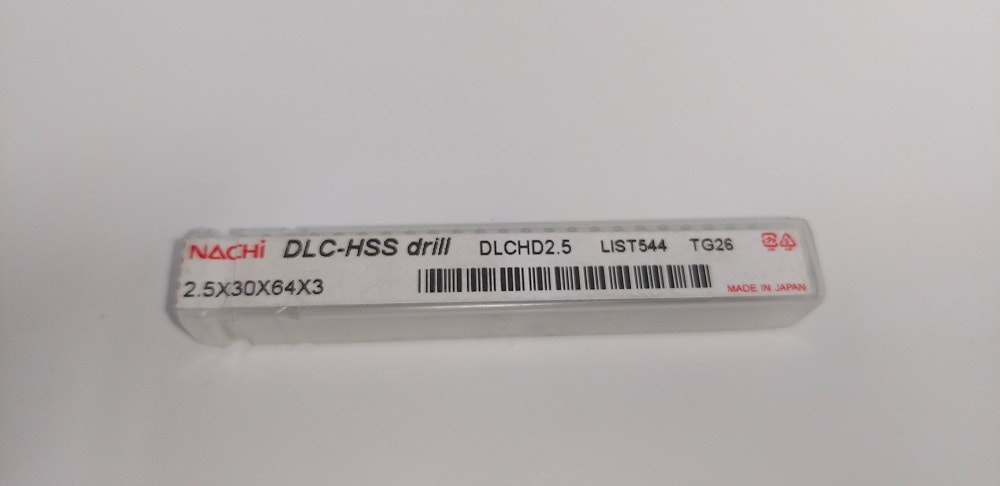 NACHi DLC-HSS drill DLCHD2.5 LIST544 TG26
2.5X30X64X3
MADE IN JAPAN